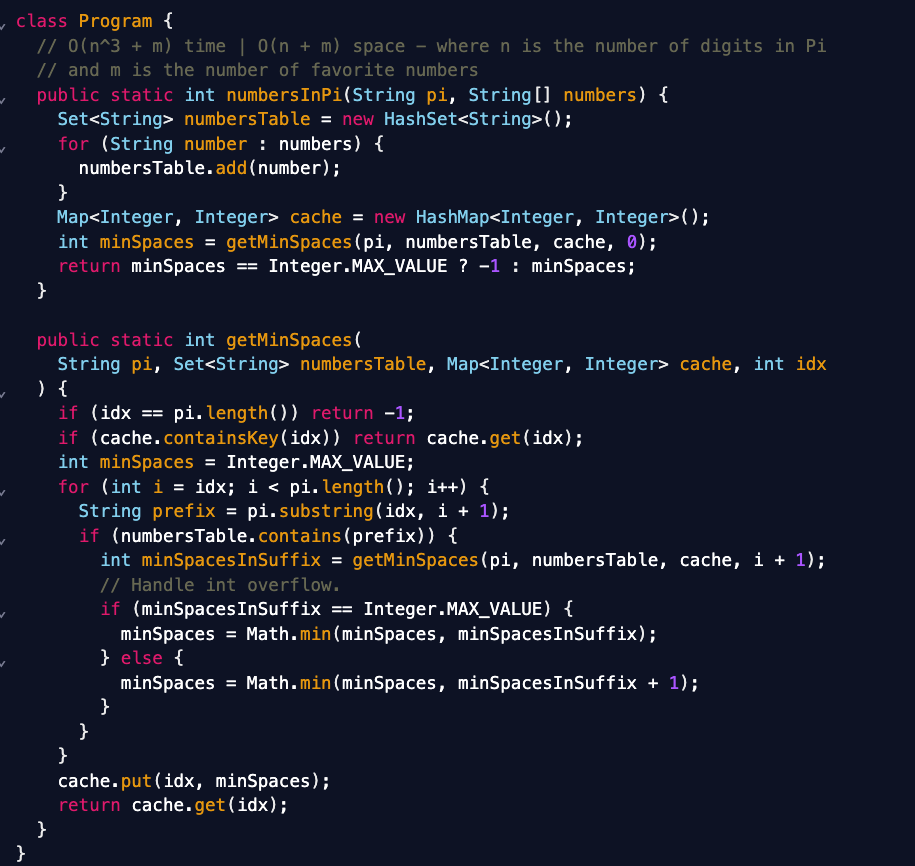 class Program {
  // O(n^3 + m) time | O(n + m) space - where n is the number of digits in Pi
  // and m is the number of favorite numbers
  public static int numbersInPi(String pi, String[] numbers) {
    Set<String> numbersTable = new HashSet<String>();
    for (String number : numbers) {
      numbersTable.add(number);
    }
    Map<Integer, Integer> cache = new HashMap<Integer, Integer>();
    int minSpaces = getMinSpaces(pi, numbersTable, cache, 0);
    return minSpaces == Integer.MAX_VALUE ? -1 : minSpaces;
  }

  public static int getMinSpaces(
    String pi, Set<String> numbersTable, Map<Integer, Integer> cache, int idx
  ) {
    if (idx == pi.length()) return -1;
    if (cache.containsKey(idx)) return cache.get(idx);
    int minSpaces = Integer.MAX_VALUE;
    for (int i = idx; i < pi.length(); i++) {
      String prefix = pi.substring(idx, i + 1);
      if (numbersTable.contains(prefix)) {
        int minSpacesInSuffix = getMinSpaces(pi, numbersTable, cache, i + 1);
        // Handle int overflow.
        if (minSpacesInSuffix == Integer.MAX_VALUE) {
          minSpaces = Math.min(minSpaces, minSpacesInSuffix);
        } else {
          minSpaces = Math.min(minSpaces, minSpacesInSuffix + 1);
        }
      }
    }
    cache.put(idx, minSpaces);
    return cache.get(idx);
  }
}